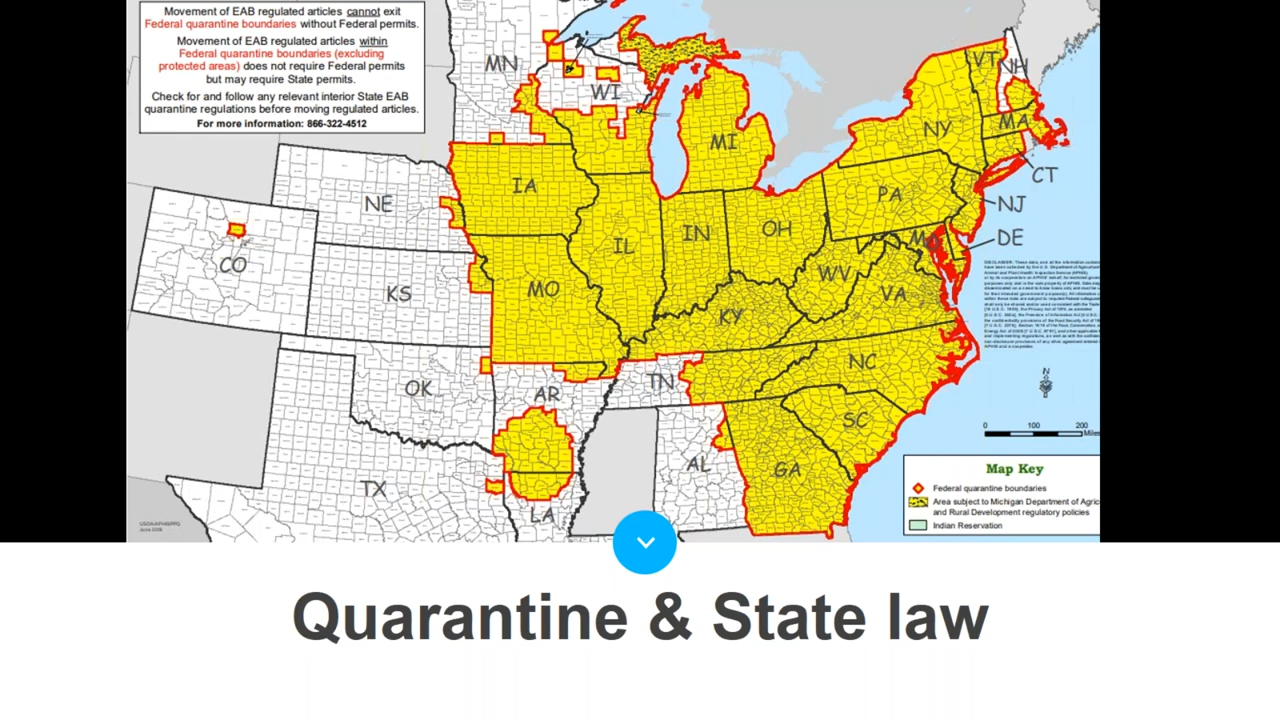 Movement of EAB regulated articles cannot exit
Federal quarantine boundaries without Federal permits.
Movement of EAB regulated articles within
Federal quarantine boundaries (excluding
protected areas) does not require Federal permits
but may require State permits.
Check for and follow any relevant interior State EAB
quarantine regulations before moving regulated articles.
For more information: 866-322-4512
MN
WI
MI
VT
NH
NY
MA
CT
NJ
DE
PA
IA
NE
CO
IL
IN
OH
WV
VA
KS
MO
KY
NC
TN
OK
AR
SC
AL
GA
TX
LA
N
0 100 200
Miles
Map Key
Federal quarantine boundaries
Area subject to Michigan Department of Agric
and Rural Development regulatory policies
Indian Reservation
Quarantine & State law